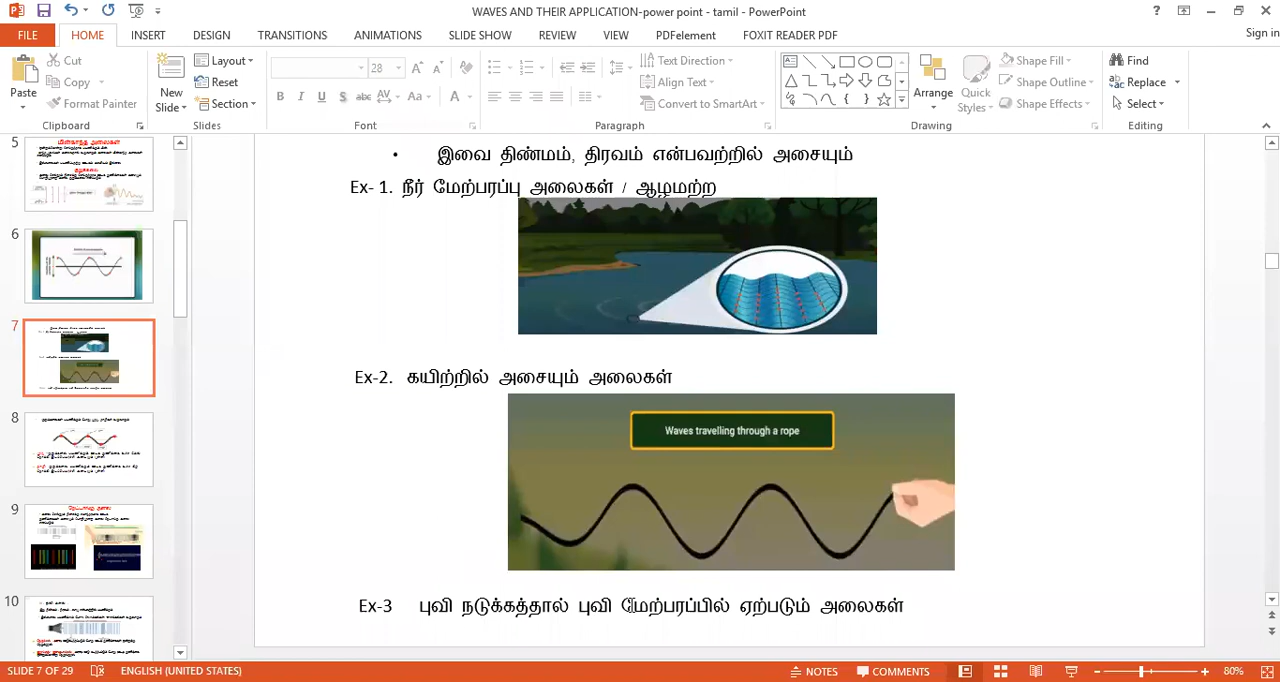 WAVES AND THEIR APPLICATION-power point - tamil - PowerPoint
Sign in
FILE HOME INSERT DESIGN TRANSITIONS ANIMATIONS SLIDE SHOW REVIEW VIEW PDFelement FOXIT READER PDF
Paste
Cut
Copy
Format Painter
Clipboard
New Slide
Layout
Reset
Section
Slides
28
B I U S abc AV Aa A
Font
Text Direction
Align Text
Convert to SmartArt
Paragraph
Arrange
Quick Styles
Shape Fill
Shape Outline
Shape Effects
Drawing
Find
Replace
Select
Editing
5
6
7
8
9
10
• இவை திண்மம், திரவம் என்பவற்றில் அசையும்
Ex- 1. நீர் மேற்பரப்பு அலைகள் / ஆழமற்ற
Ex-2. கயிற்றில் அசையும் அலைகள்
Waves travelling through a rope
Ex-3 புவி நடுக்கத்தால் புவி மேற்பரப்பில் ஏற்படும் அலைகள்
SLIDE 7 OF 29 ENGLISH (UNITED STATES) NOTES COMMENTS 80%